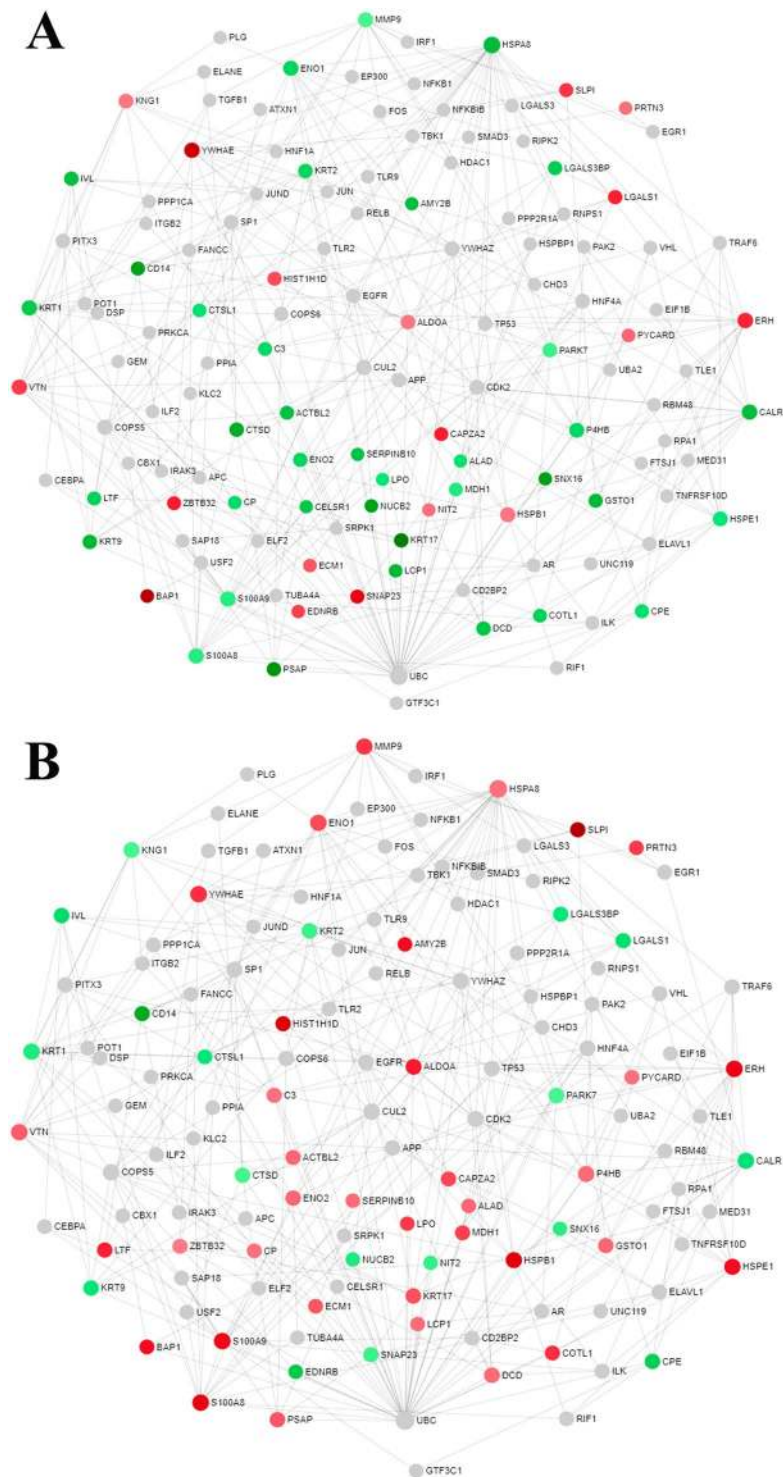 A
PLG
MMP9
IRF1
HSPA8
ELANE
ENO1
EP300
NFKB1
SLPI
KNG1
TGFB1
ATXN1
FOS
NFKBIB
LGALS3
PRTN3
EGR1
YWHAE
HNF1A
TBK1
SMAD3
RIPK2
IVL
KRT2
TLR9
HDAC1
LGALS3BP
PPP1CA
JUND
JUN
AMY2B
LGALS1
ITGB2
SP1
RELB
PPP2R1A
RNPS1
PITX3
FANCC
TLR2
YWHAZ
HSPBP1
PAK2
VHL
TRAF6
CD14
HIST1H1D
CHD3
KRT1
POT1
DSP
CTSL1
COPS6
EGFR
ALDOA
TP53
HNF4A
EIF1B
ERH
PRKCA
PYCARD
GEM
PPIA
C3
CUL2
PARK7
UBA2
TLE1
VTN
KLC2
APP
CDK2
ILF2
ACTBL2
RBM48
CALR
COPS5
CTSD
CAPZA2
P4HB
RPA1
CBX1
IRAK3
ENO2
SERPINB10
ALAD
FTSJ1
MED31
CEBPA
APC
LPO
SNX16
LTF
ZBTB32
CP
CELSR1
NUCB2
MDH1
GSTO1
TNFRSF10D
NIT2
HSPB1
HSPE1
KRT9
SAP18
ELF2
SRPK1
KRT17
ELAVL1
USF2
ECM1
LCP1
AR
UNC119
BAP1
S100A9
TUBA4A
SNAP23
CD2BP2
EDNRB
DCD
COTL1
ILK
CPE
S100A8
PSAP
UBC
RIF1
GTF3C1
B
MMP9
PLG
IRF1
HSPA8
ELANE
ENO1
EP300
NFKB1
SLPI
KNG1
TGFB1
ATXN1
FOS
LGALS3
PRTN3
NFKBIB
TBK1
SMAD3
EGR1
YWHAE
HNF1A
RIPK2
IVL
JUND
KRT2
TLR9
HDAC1
LGALS3BP
PPP1CA
JUN
AMY2B
LGALS1
ITGB2
SP1
RELB
PPP2R1A
RNPS1
PITX3
FANCC
YWHAZ
TRAF6
CD14
HIST1H1D
TLR2
HSPBP1
PAK2
VHL
CHD3
KRT1
POT1
DSP
CTSL1
COPS6
EGFR
ALDOA
TP53
HNF4A
EIF1B
ERH
PRKCA
PYCARD
GEM
PPIA
C3
CUL2
PARK7
UBA2
TLE1
CDK2
VTN
KLC2
APP
ILF2
ACTBL2
RBM48
CALR
COPS5
CTSD
CAPZA2
P4HB
RPA1
ENO2
SERPINB10
ALAD
CBX1
IRAK3
APC
FTSJ1
MED31
CEBPA
LPO
MDH1
SNX16
LTF
ZBTB32
CP
SRPK1
GSTO1
TNFRSF10D
NUCB2
NIT2
HSPB1
HSPE1
KRT9
SAP18
ELF2
CELSR1
KRT17
ELAVL1
USF2
ECM1
LCP1
AR
UNC119
BAP1
S100A9
TUBA4A
CD2BP2
SNAP23
COTL1
CPE
EDNRB
DCD
ILK
S100A8
PSAP
UBC
RIF1
GTF3C1